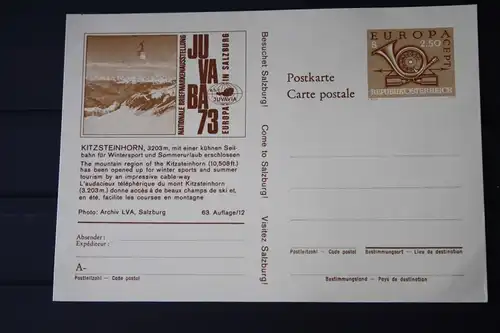 NATIONALE BRIEFMARKENAUSSTELLUNG
JU
VA
BA
73
EUROPA IN SALZBURG
JUVAVIA
KITZSTEINHORN, 3203 m, mit einer kühnen Seil-
bahn für Wintersport und Sommerurlaub erschlossen
The mountain region of the Kitzsteinhorn (10,508 ft.)
has been opened up for winter sports and summer
tourism by an impressive cable-way
L'audacieux téléphérique du mont Kitzsteinhorn
(3.203 m.) donne accès à de beaux champs de ski et,
en été, facilite les courses en montagne
Photo: Archiv LVA, Salzburg 63. Auflage/12
Absender:
Expéditeur:
A-
Postleitzahl – Code postal
Besuchet Salzburg! Come to Salzburg! Visitez Salzburg!
Postkarte
Carte postale
EUROPA
CEPT
S 2.50
REPUBLIK ÖSTERREICH
Postleitzahl – Code postal Bestimmungsort – Lieu de destination
Bestimmungsland – Pays de destination